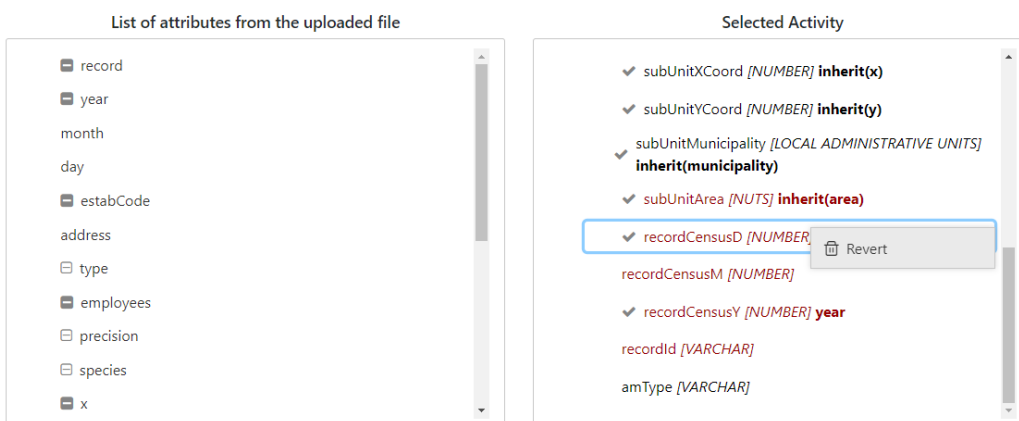 List of attributes from the uploaded file
record
year
month
day
estabCode
address
type
employees
precision
species
x
Selected Activity
subUnitXCoord [NUMBER] inherit(x)
subUnitYCoord [NUMBER] inherit(y)
subUnitMunicipality [LOCAL ADMINISTRATIVE UNITS]
inherit(municipality)
subUnitArea [NUTS] inherit(area)
recordCensusD [NUMBER]
Revert
recordCensusM [NUMBER]
recordCensusY [NUMBER] year
recordId [VARCHAR]
amType [VARCHAR]